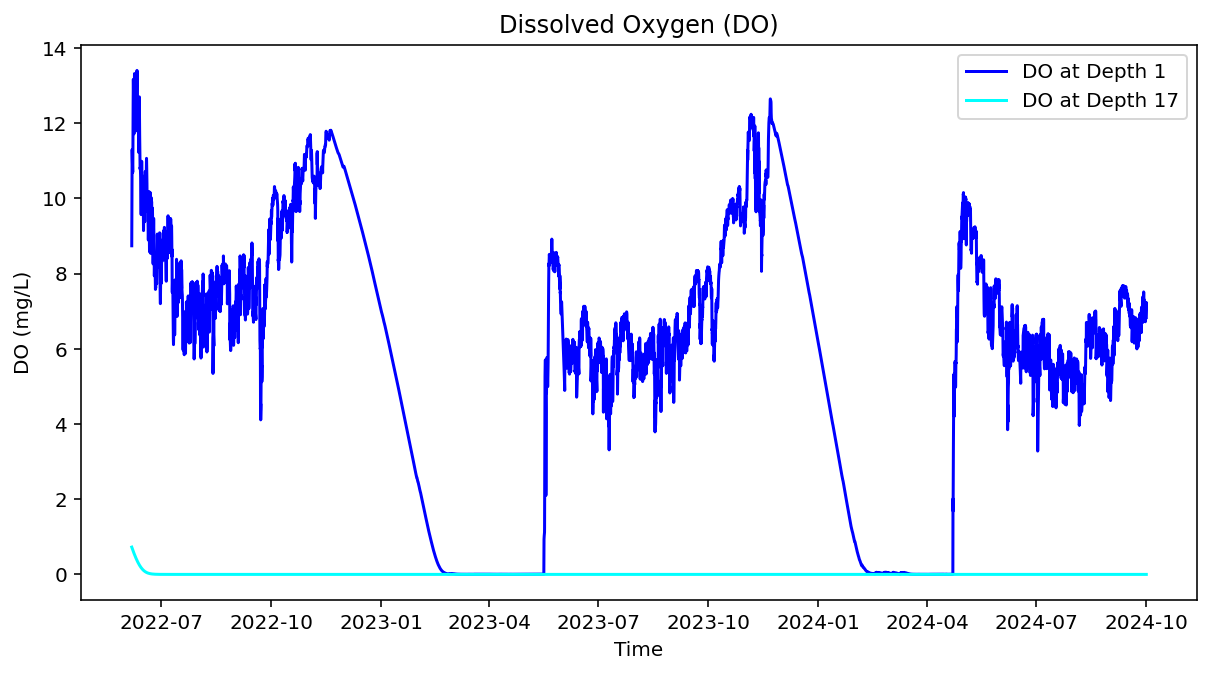 Dissolved Oxygen (DO)
DO (mg/L)
14
12
10
8
6
4
2
0
DO at Depth 1
DO at Depth 17
2022-07 2022-10 2023-01 2023-04 2023-07 2023-10 2024-01 2024-04 2024-07 2024-10
Time